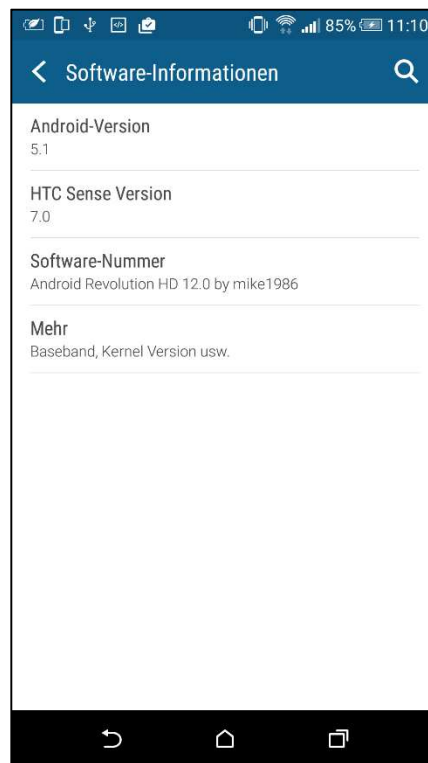 85% 11:10
Software-Informationen
Android-Version
5.1
HTC Sense Version
7.0
Software-Nummer
Android Revolution HD 12.0 by mike1986
Mehr
Baseband, Kernel Version usw.